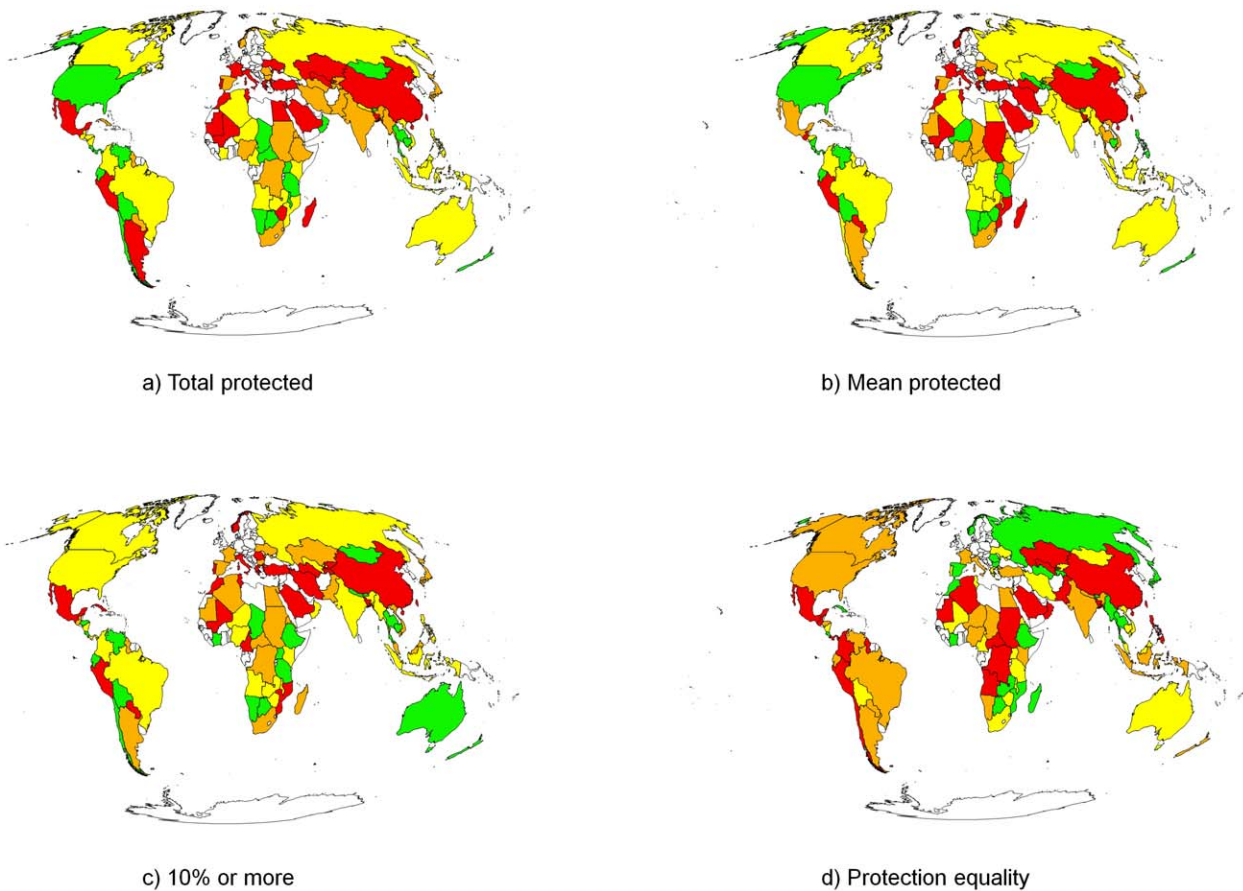 a) Total protected
b) Mean protected
c) 10% or more
d) Protection equality